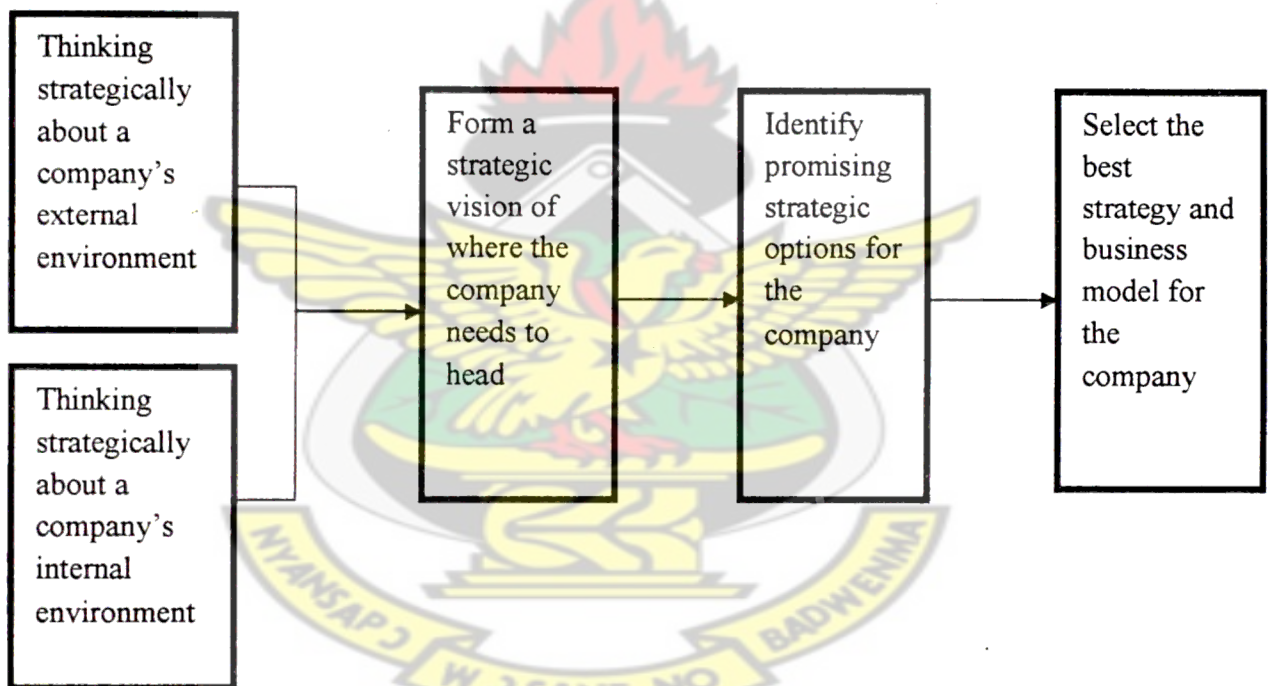 Thinking
strategically
about a
company's
external
environment
Thinking
strategically
about a
company's
internal
environment
Form a
strategic
vision of
where the
company
needs to
head
Identify
promising
strategic
options for
the
company
Select the
best
strategy and
business
model for
the
company
NYANSAPƆ
BADWENMA